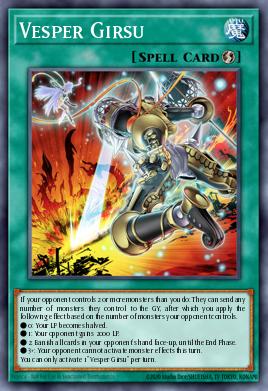 Vesper Girsu
魔
[Spell Card]
If your opponent controls 2 or more monsters than you do: They can send any
number of monsters they control to the GY, after which you apply the
following effect based on the number of monsters your opponent controls.
●0: Your LP becomes halved.
●1: Your opponent gains 2000 LP.
●2: Banish all cards in your opponent's hand face-up, until the End Phase.
●3+: Your opponent cannot activate monster effects this turn.
You can only activate 1 "Vesper Girsu" per turn.